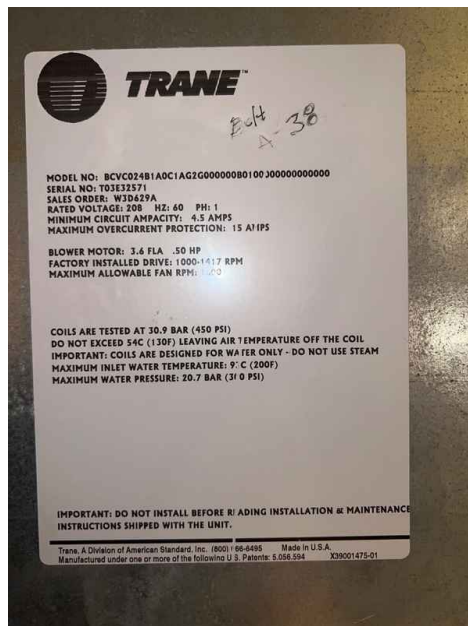 TRANE™
Belt
A-38
MODEL NO: BCVC024B1A0C1AG2G000000B0100J00000000000
SERIAL NO: T03E32571
SALES ORDER: W3D629A
RATED VOLTAGE: 208 HZ: 60 PH: 1
MINIMUM CIRCUIT AMPACITY: 4.5 AMPS
MAXIMUM OVERCURRENT PROTECTION: 15 AMPS
BLOWER MOTOR: 3.6 FLA .50 HP
FACTORY INSTALLED DRIVE: 1000-1417 RPM
MAXIMUM ALLOWABLE FAN RPM:
COILS ARE TESTED AT 30.9 BAR (450 PSI)
DO NOT EXCEED 54C (130F) LEAVING AIR TEMPERATURE OFF THE COIL
IMPORTANT: COILS ARE DESIGNED FOR WATER ONLY - DO NOT USE STEAM
MAXIMUM INLET WATER TEMPERATURE: (200F)
MAXIMUM WATER PRESSURE: 20.7 BAR (300 PSI)
IMPORTANT: DO NOT INSTALL BEFORE READING INSTALLATION & MAINTENANCE
INSTRUCTIONS SHIPPED WITH THE UNIT.
Trane, A Division of American Standard, Inc. (800) 66-6495 Made in U.S.A.
Manufactured under one or more of the following U.S. Patents: 5,056,594 X39001475-01